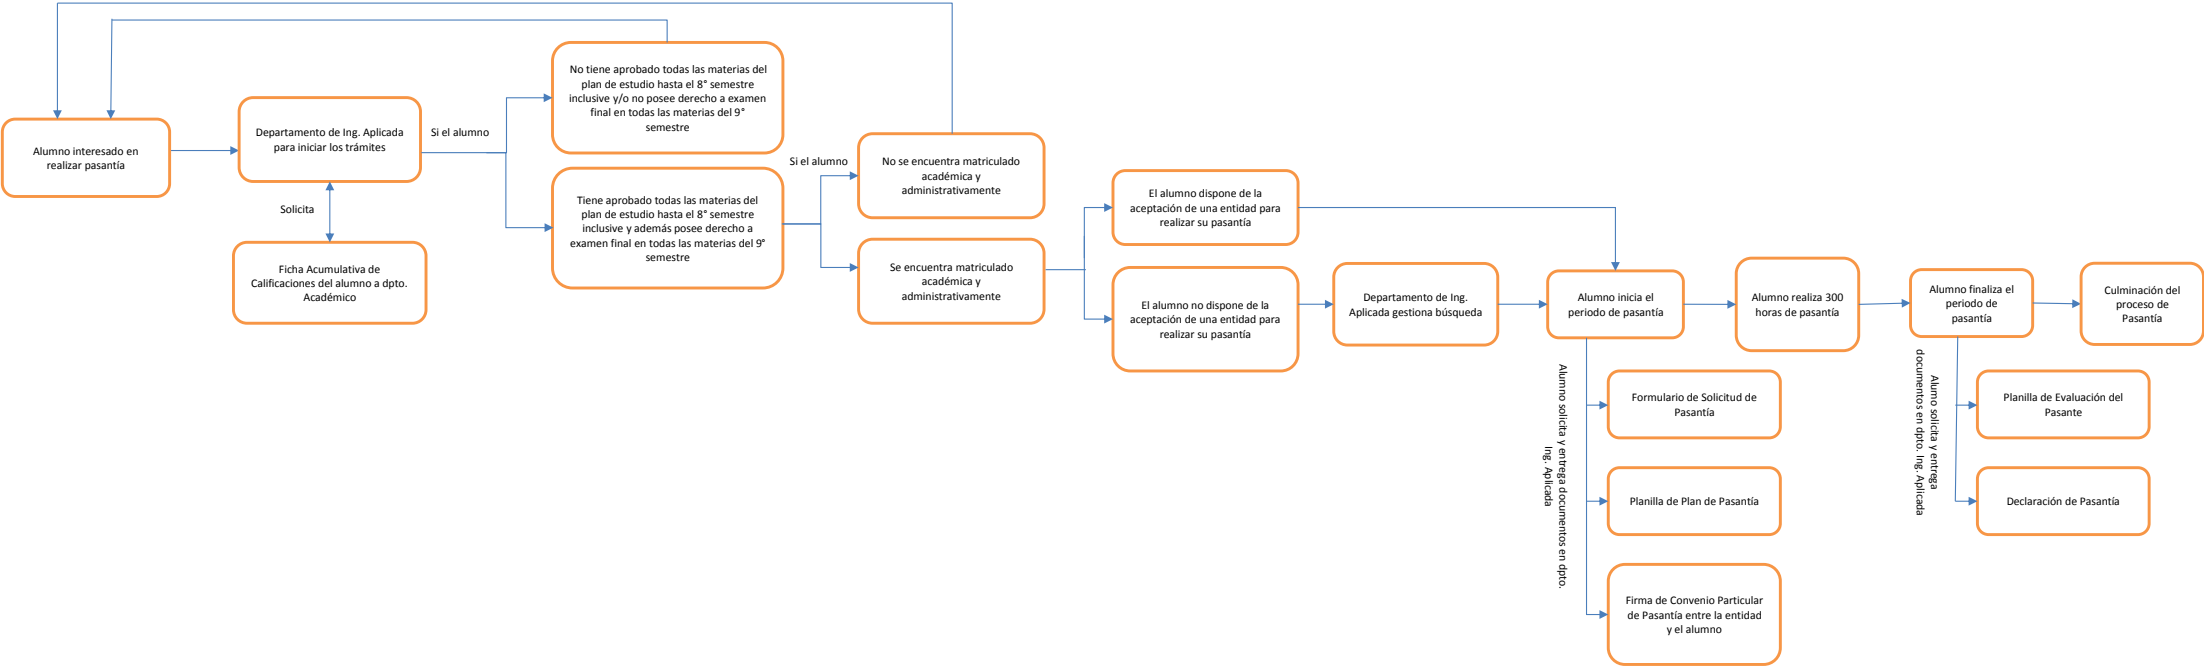 Alumno interesado en
realizar pasantía
Departamento de Ing. Aplicada
para iniciar los trámites
Solicita
Ficha Acumulativa de
Calificaciones del alumno a dpto.
Académico
Si el alumno
No tiene aprobado todas las materias del
plan de estudio hasta el 8° semestre
inclusive y/o no posee derecho a examen
final en todas las materias del 9°
semestre
Tiene aprobado todas las materias del
plan de estudio hasta el 8° semestre
inclusive y además posee derecho a
examen final en todas las materias del 9°
semestre
Si el alumno
No se encuentra matriculado
académica y
administrativamente
Se encuentra matriculado
académica y
administrativamente
El alumno dispone de la
aceptación de una entidad para
realizar su pasantía
El alumno no dispone de la
aceptación de una entidad para
realizar su pasantía
Departamento de Ing.
Aplicada gestiona búsqueda
Alumno inicia el
periodo de pasantía
Alumno solicita y entrega documentos en dpto.
Ing. Aplicada
Formulario de Solicitud de
Pasantía
Planilla de Plan de Pasantía
Firma de Convenio Particular
de Pasantía entre la entidad
y el alumno
Alumno realiza 300
horas de pasantía
Alumno finaliza el
periodo de
pasantía
Alumo solicita y entrega
documentos en dpto. Ing. Aplicada
Planilla de Evaluación del
Pasante
Declaración de Pasantía
Culminación del
proceso de
Pasantía